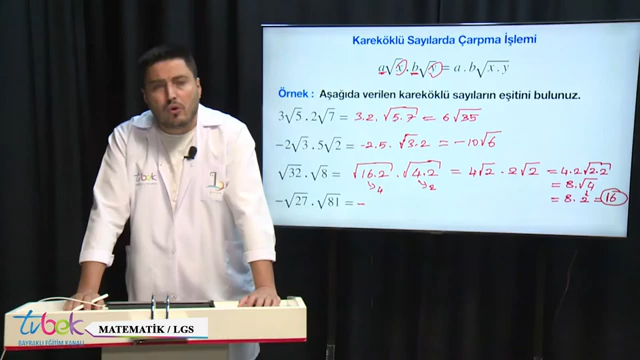 Kareköklü Sayılarda Çarpma İşlemi
a√x . b√y = a . b√x . y
Örnek : Aşağıda verilen kareköklü sayıların eşitini bulunuz.
3√5 . 2√7 = 3.2. √5.7 = 6√35
-2√3 . 5√2 = -2.5. √3.2 = -10√6
√32 . √8 = √16.2 . √4.2 = 4√2 . 2√2 = 4.2√2.2
4 2 = 8.√4
= 8.2 = 16
-√27 . √81 = -
tvbek
tvbek
BAYRAKLI EĞİTİM KANALI
MATEMATİK / LGS